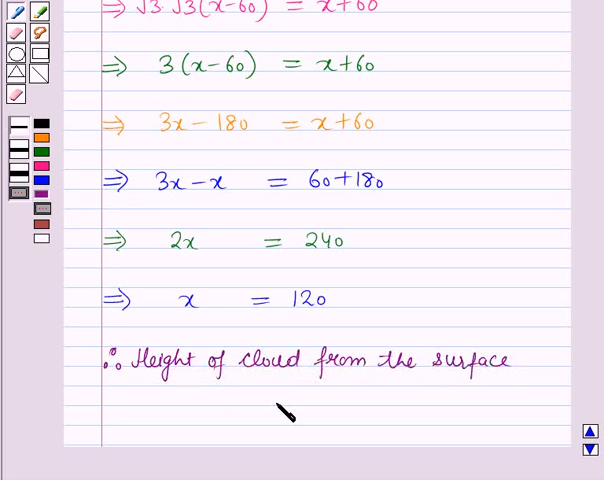 ⇒ √3 · √3 (x-60) = x+60
⇒ 3 (x-60) = x+60
⇒ 3x - 180 = x+60
⇒ 3x - x = 60+180
⇒ 2x = 240
⇒ x = 120
∴ Height of cloud from the surface